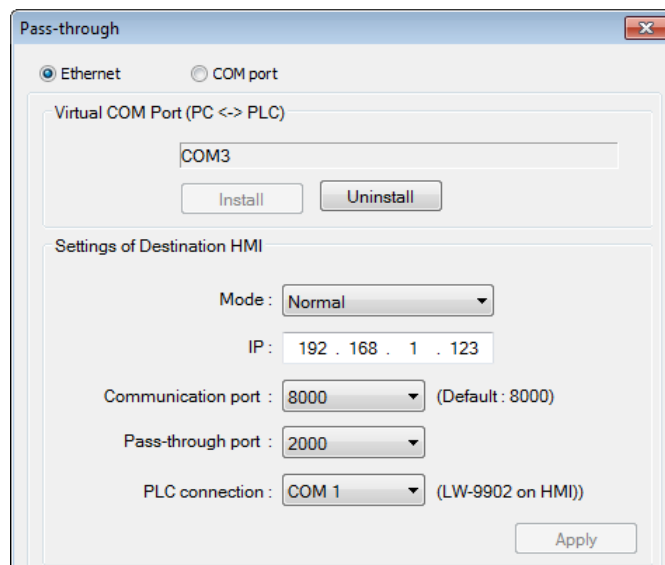 Pass-through
Ethernet COM port
Virtual COM Port (PC <-> PLC)
COM3
Install Uninstall
Settings of Destination HMI
Mode : Normal
IP : 192 . 168 . 1 . 123
Communication port : 8000 (Default : 8000)
Pass-through port : 2000
PLC connection : COM 1 (LW-9902 on HMI))
Apply